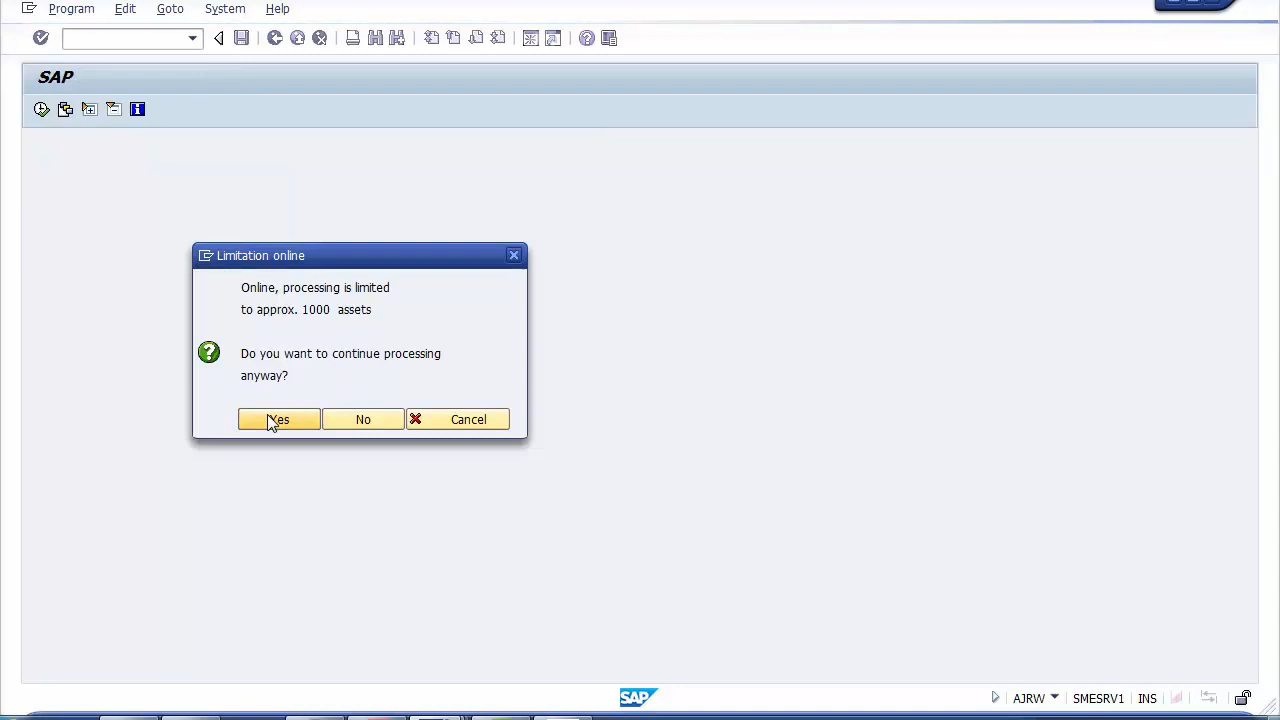 Program Edit Goto System Help
SAP
Limitation online
Online, processing is limited
to approx. 1000 assets
Do you want to continue processing
anyway?
Yes No Cancel
SAP AJRW SMESRV1 INS